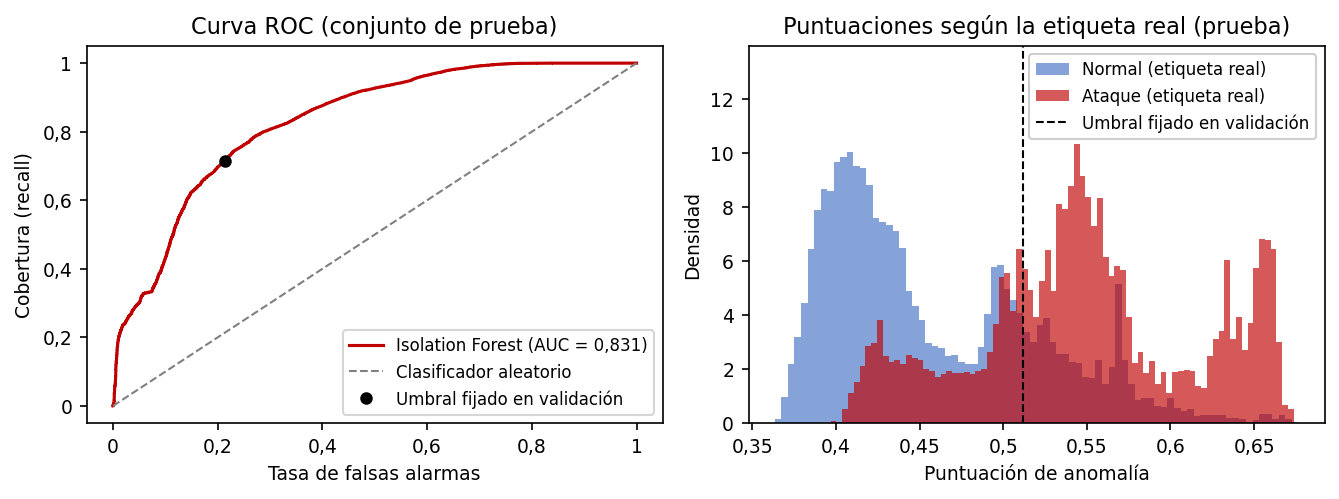 Curva ROC (conjunto de prueba)
Cobertura (recall)
1
0,8
0,6
0,4
0,2
0
0
0,2
0,4
0,6
0,8
1
Tasa de falsas alarmas
Isolation Forest (AUC = 0,831)
Clasificador aleatorio
Umbral fijado en validación
Puntuaciones según la etiqueta real (prueba)
Densidad
12
10
8
6
4
2
0
0,35
0,4
0,45
0,5
0,55
0,6
0,65
Puntuación de anomalía
Normal (etiqueta real)
Ataque (etiqueta real)
Umbral fijado en validación